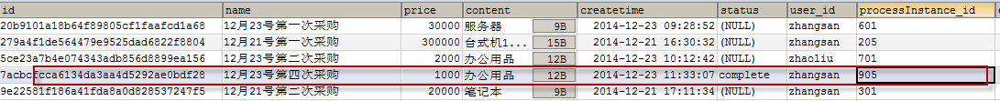 id name price content createtime status user_id processInstance_id
20b9101a18b64f89805cf1faafcd1a68 12月23号第一次采购 30000 服务器 9B 2014-12-23 09:28:52 (NULL) zhangsan 601
279a4f1de564479e9525dad6822f8804 12月21号第一次采购 300000 台式机1... 15B 2014-12-21 16:30:32 (NULL) zhangsan 205
5ce23a7b4e074343adb856d8899ea156 12月23号第二次采购 2000 办公用品 12B 2014-12-23 10:12:42 (NULL) zhaoliu 701
7acbcfcca6134da3aa4d5292ae0bdf28 12月23号第四次采购 1000 办公用品 12B 2014-12-23 11:33:07 complete zhangsan 905
9e22581f186a41fda8a0d828537247f5 12月21号第二次采购 20000 笔记本 9B 2014-12-21 17:11:34 (NULL) zhangsan 301